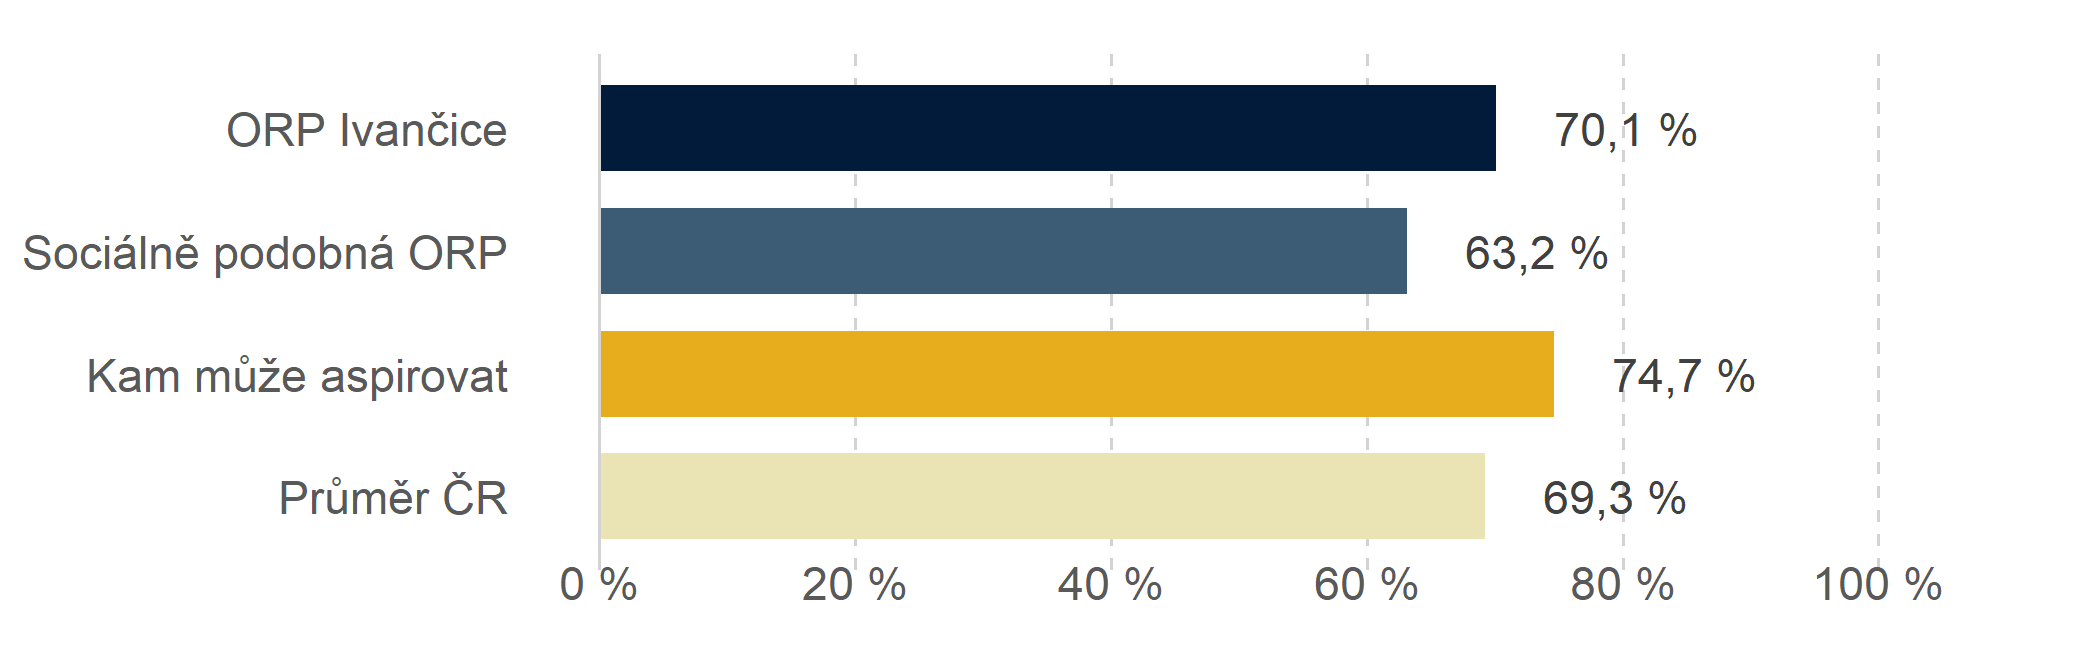 ORP Ivančice 70,1 %
Sociálně podobná ORP 63,2 %
Kam může aspirovat 74,7 %
Průměr ČR 69,3 %
0 % 20 % 40 % 60 % 80 % 100 %